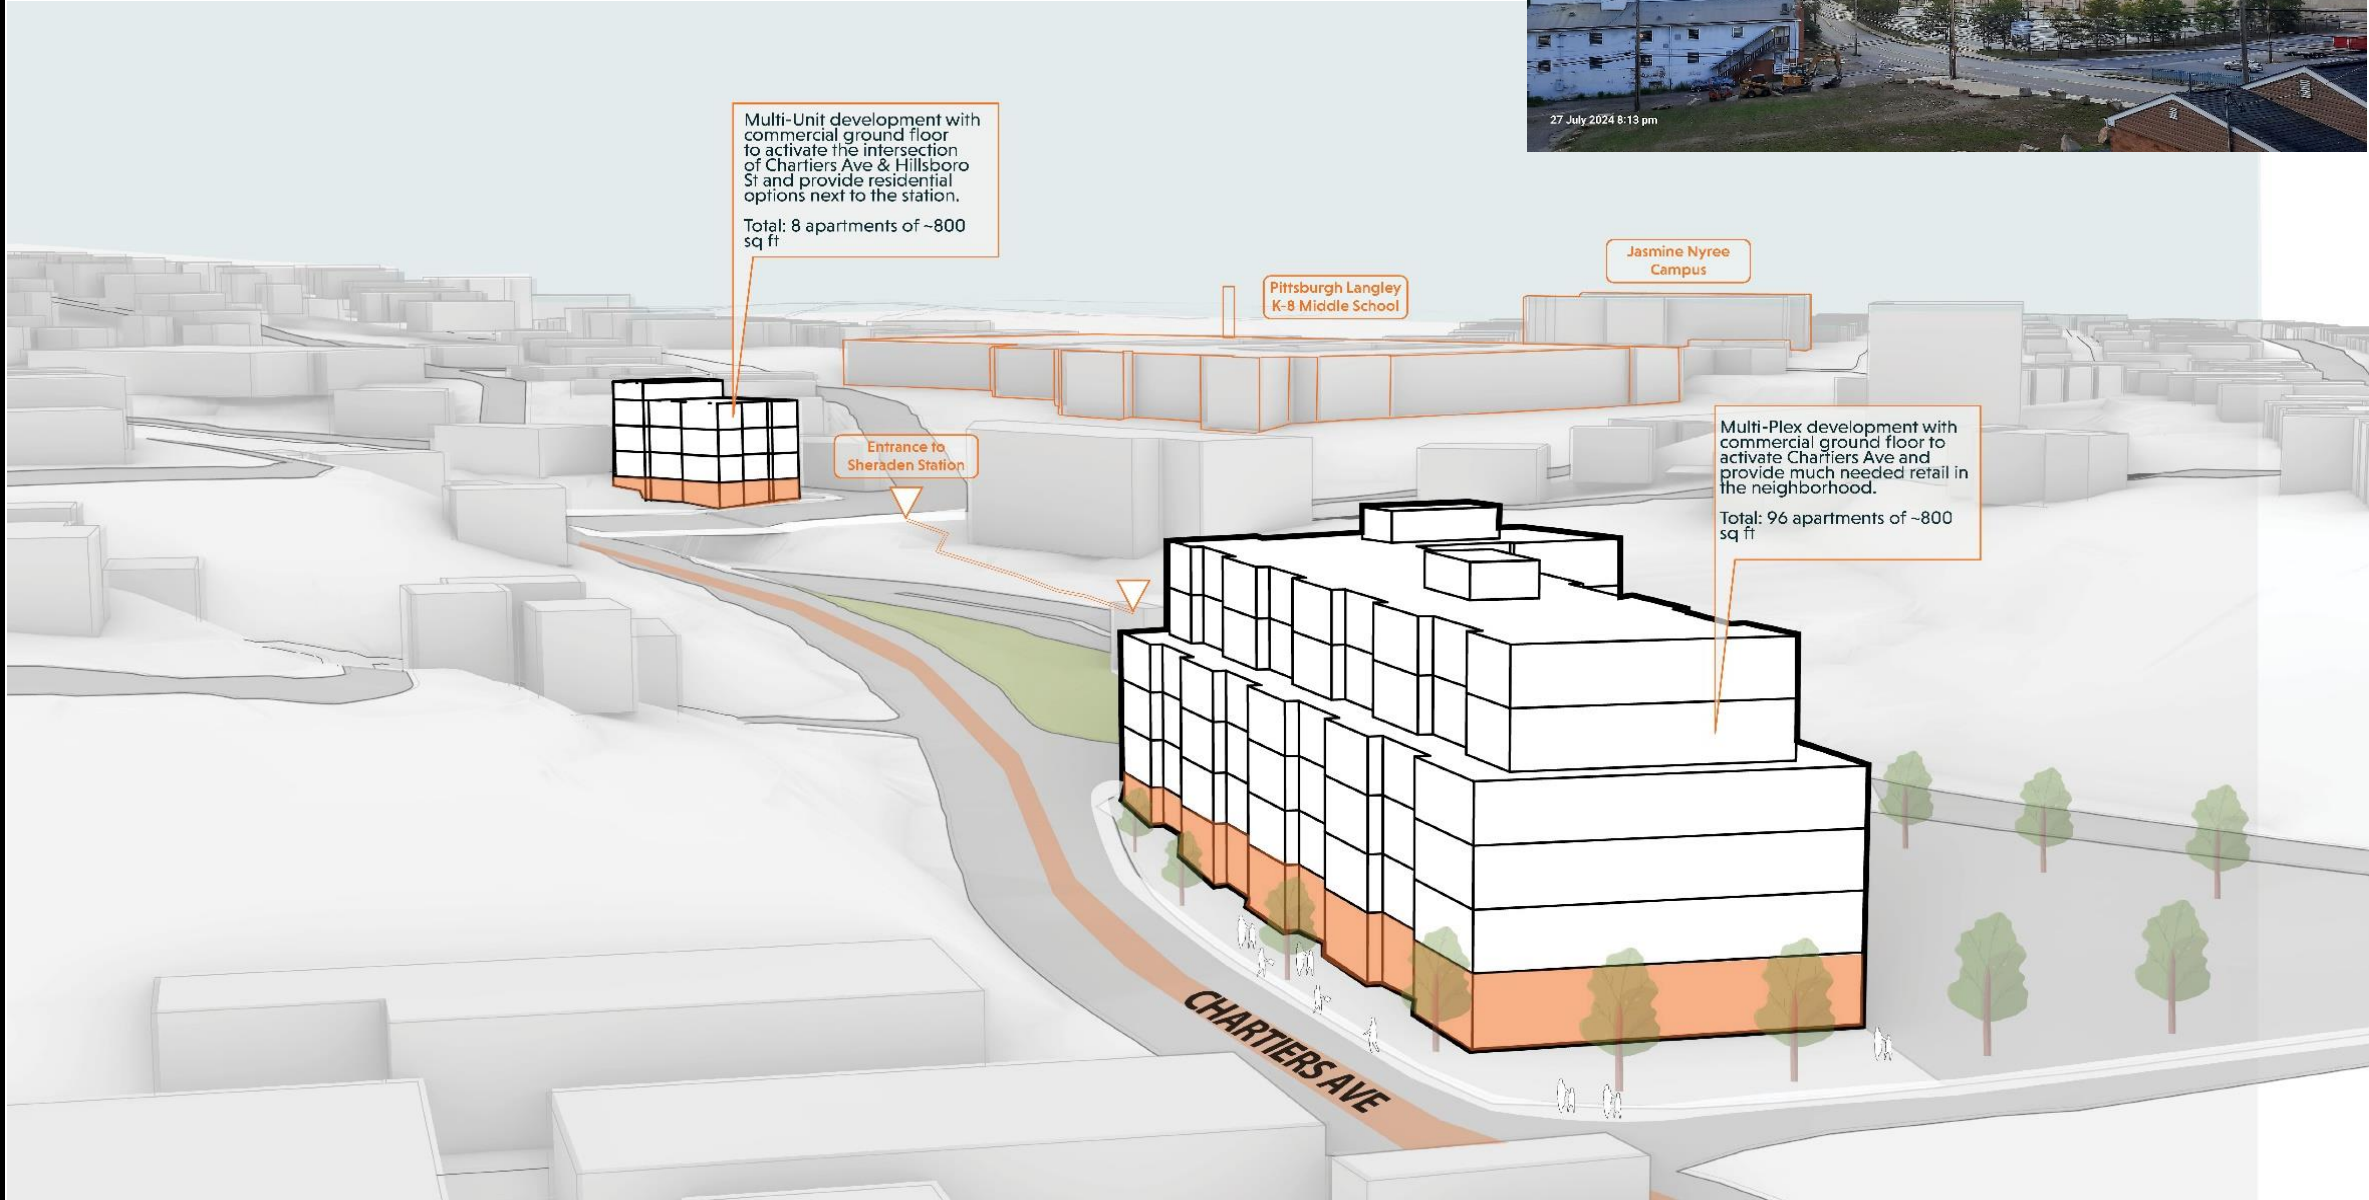 27 July 2024 8:13 pm
Multi-Unit development with
commercial ground floor
to activate the intersection
of Chartiers Ave & Hillsboro
St and provide residential
options next to the station.
Total: 8 apartments of ~800
sq ft
Jasmine Nyree
Campus
Pittsburgh Langley
K-8 Middle School
Entrance to
Sheraden Station
Multi-Plex development with
commercial ground floor to
activate Chartiers Ave and
provide much needed retail in
the neighborhood.
Total: 96 apartments of ~800
sq ft
CHARTIERS AVE